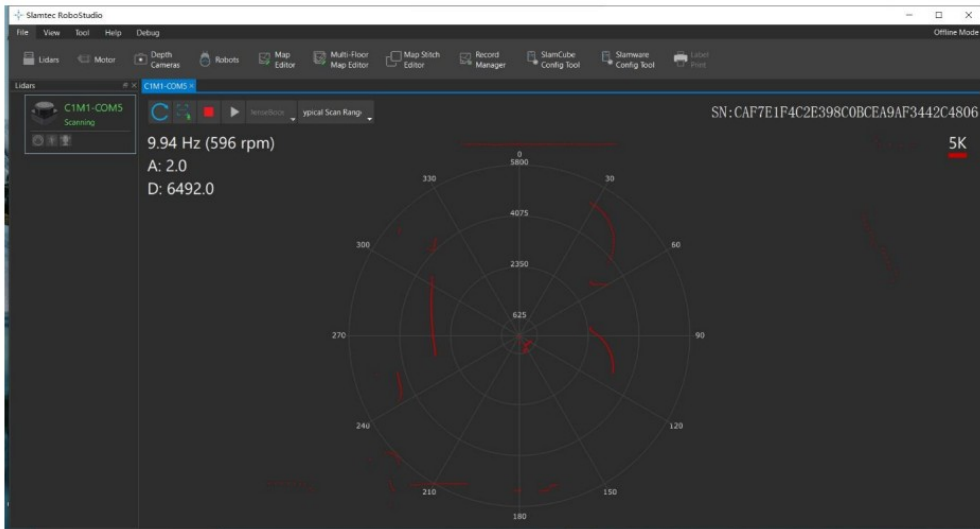 Slamtec RoboStudio
File View Tool Help Debug Offline Mode
Lidars Motor Depth Cameras Robots Map Editor Multi-Floor Map Editor Map Stitch Editor Record Manager SlamCube Config Tool Slamware Config Tool Label Print
Lidars
C1M1-COM5
C1M1-COM5
Scanning
ypical Scan Rang
SN:CAF7E1F4C2E398C0BCEA9AF3442C4806
9.94 Hz (596 rpm)
5K
A: 2.0
D: 6492.0
0
5800
330
30
4075
300
60
2350
625
270
90
240
120
210
150
180